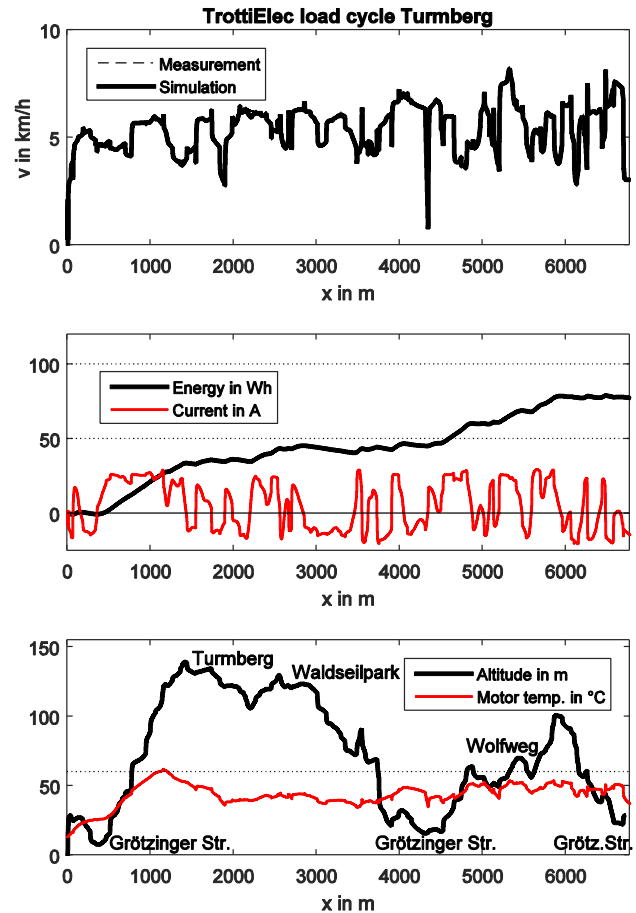 TrottiElec load cycle Turmberg
10
5
0
v in km/h
Measurement
Simulation
0 1000 2000 3000 4000 5000 6000
x in m
100
50
0
Energy in Wh
Current in A
0 1000 2000 3000 4000 5000 6000
x in m
150
100
50
0
Turmberg
Waldseilpark
Altitude in m
Motor temp. in °C
Wolfweg
Grötzinger Str. Grötzinger Str. Grötz.Str.
0 1000 2000 3000 4000 5000 6000
x in m